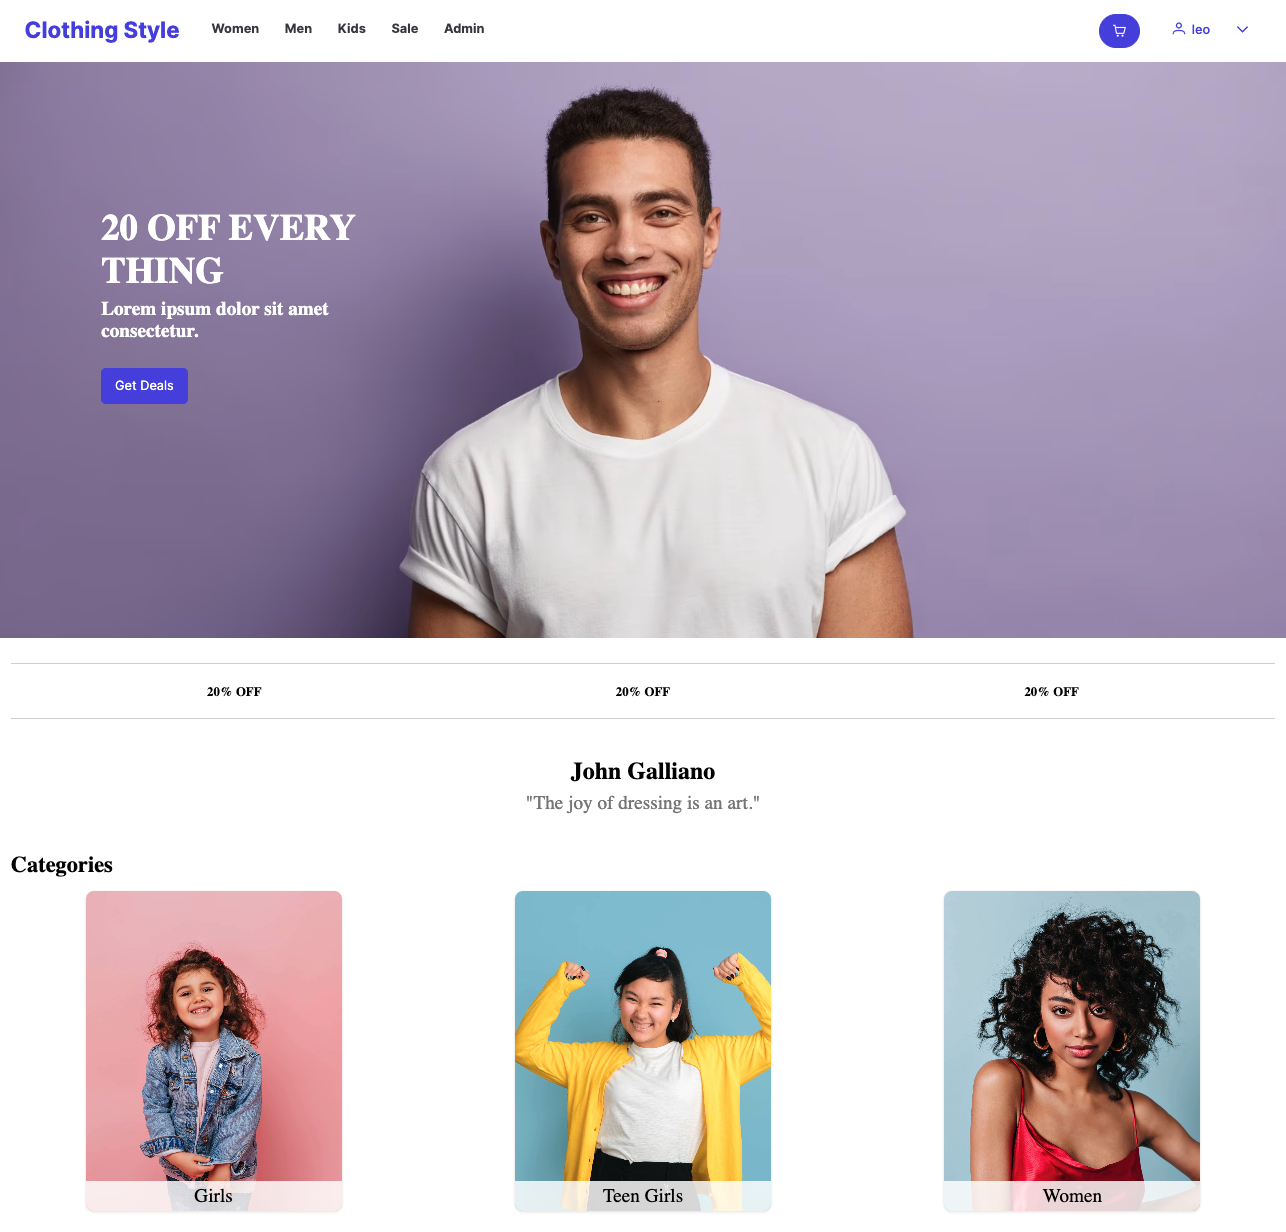 Clothing Style Women Men Kids Sale Admin leo
20 OFF EVERY
THING
Lorem ipsum dolor sit amet
consectetur.
Get Deals
20% OFF 20% OFF 20% OFF
John Galliano
"The joy of dressing is an art."
Categories
Girls Teen Girls Women